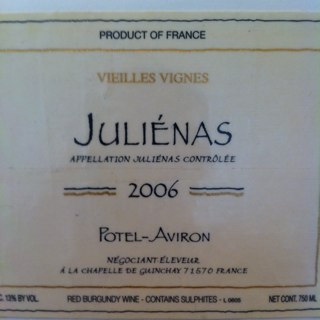 PRODUCT OF FRANCE
VIEILLES VIGNES
JULIÉNAS
APPELLATION JULIÉNAS CONTRÔLÉE
2006
POTEL-AVIRON
NÉGOCIANT-ÉLEVEUR
À LA CHAPELLE DE GUINCHAY 71570 FRANCE
C. 13% BY VOL. RED BURGUNDY WINE - CONTAINS SULPHITES - L 0605 NET CONT. 750 ML